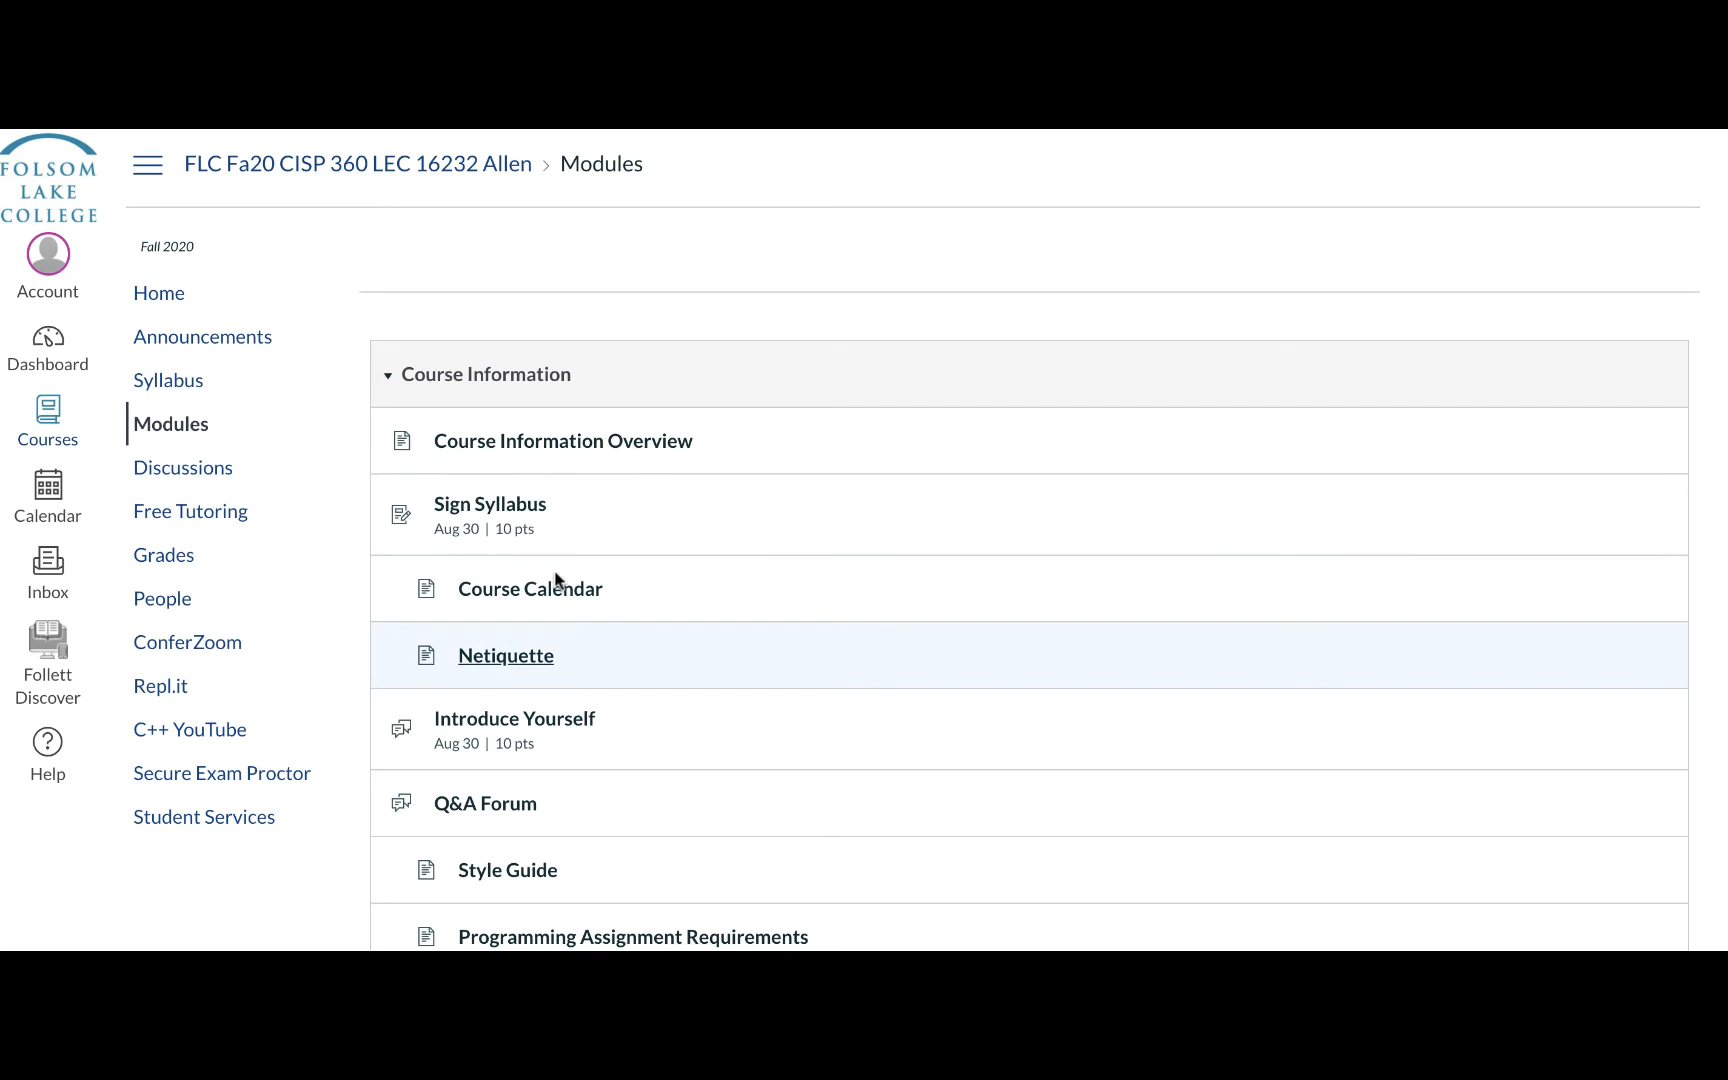 FOLSOM
LAKE
COLLEGE
Account
Dashboard
Courses
Calendar
Inbox
Follett
Discover
Help
FLC Fa20 CISP 360 LEC 16232 Allen › Modules
Fall 2020
Home
Announcements
Syllabus
Modules
Discussions
Free Tutoring
Grades
People
ConferZoom
Repl.it
C++ YouTube
Secure Exam Proctor
Student Services
Course Information
Course Information Overview
Sign Syllabus
Aug 30 | 10 pts
Course Calendar
Netiquette
Introduce Yourself
Aug 30 | 10 pts
Q&A Forum
Style Guide
Programming Assignment Requirements